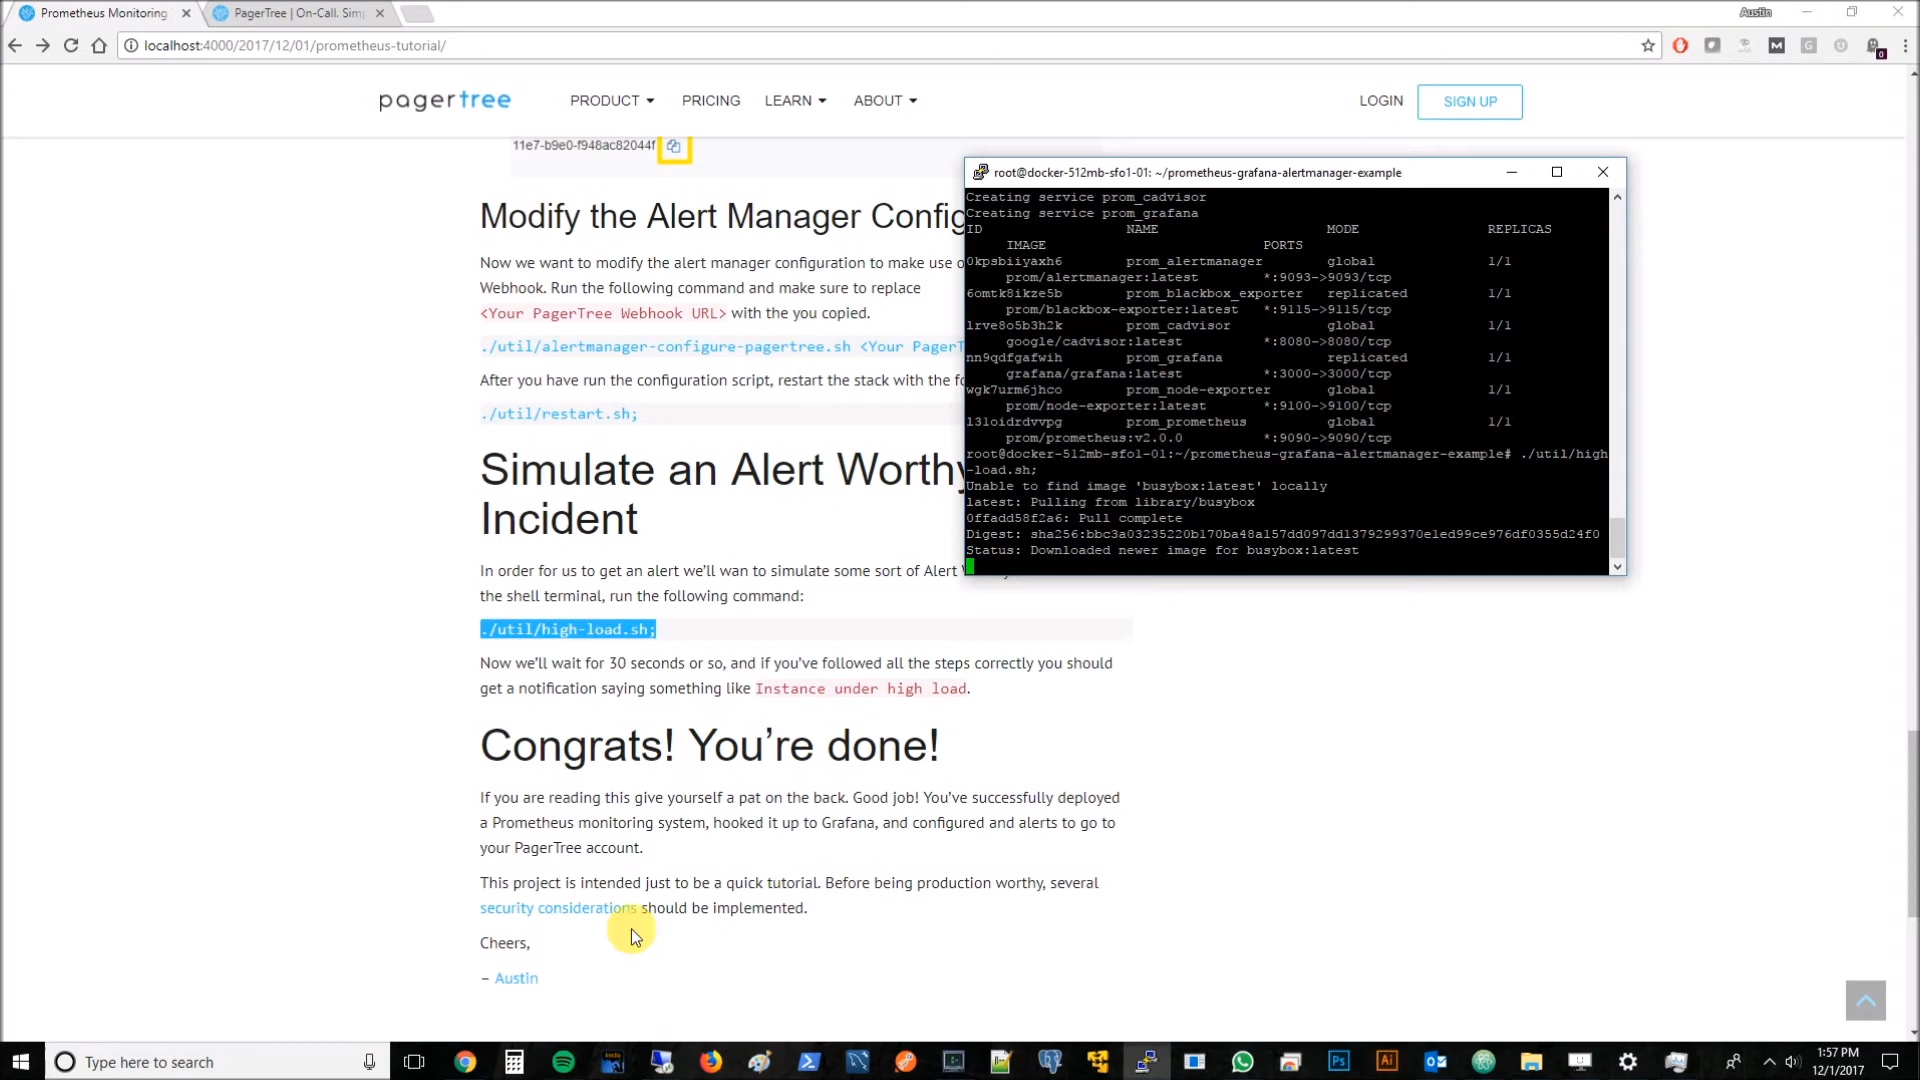 Prometheus Monitoring
PagerTree | On-Call. Simp
Austin
localhost:4000/2017/12/01/prometheus-tutorial/
0
pagertree
PRODUCT
PRICING
LEARN
ABOUT
LOGIN
SIGN UP
11e7-b9e0-f948ac82044f
Modify the Alert Manager Config
Now we want to modify the alert manager configuration to make use o
Webhook. Run the following command and make sure to replace
<Your PagerTree Webhook URL> with the you copied.
./util/alertmanager-configure-pagertree.sh <Your PagerT
After you have run the configuration script, restart the stack with the fo
./util/restart.sh;
Simulate an Alert Worthy
Incident
In order for us to get an alert we’ll wan to simulate some sort of Alert
the shell terminal, run the following command:
./util/high-load.sh;
Now we’ll wait for 30 seconds or so, and if you’ve followed all the steps correctly you should
get a notification saying something like Instance under high load.
Congrats! You’re done!
If you are reading this give yourself a pat on the back. Good job! You’ve successfully deployed
a Prometheus monitoring system, hooked it up to Grafana, and configured and alerts to go to
your PagerTree account.
This project is intended just to be a quick tutorial. Before being production worthy, several
security considerations should be implemented.
Cheers,
– Austin
root@docker-512mb-sfo1-01: ~/prometheus-grafana-alertmanager-example
Creating service prom_cadvisor
Creating service prom_grafana
ID NAME MODE REPLICAS
IMAGE PORTS
0kpsbiiyaxh6 prom_alertmanager global 1/1
prom/alertmanager:latest *:9093->9093/tcp
6omtk8ikze5b prom_blackbox_exporter replicated 1/1
prom/blackbox-exporter:latest *:9115->9115/tcp
lrve8o5b3h2k prom_cadvisor global 1/1
google/cadvisor:latest *:8080->8080/tcp
nn9qdfgafwih prom_grafana replicated 1/1
grafana/grafana:latest *:3000->3000/tcp
wgk7urm6jhco prom_node-exporter global 1/1
prom/node-exporter:latest *:9100->9100/tcp
l3loidrdvvpg prom_prometheus global 1/1
prom/prometheus:v2.0.0 *:9090->9090/tcp
root@docker-512mb-sfo1-01:~/prometheus-grafana-alertmanager-example# ./util/high
-load.sh;
Unable to find image 'busybox:latest' locally
latest: Pulling from library/busybox
0ffadd58f2a6: Pull complete
Digest: sha256:bbc3a03235220b170ba48a157dd097dd1379299370e1ed99ce976df0355d24f0
Status: Downloaded newer image for busybox:latest
Type here to search
kindle
Ps
Ai
1:57 PM
12/1/2017